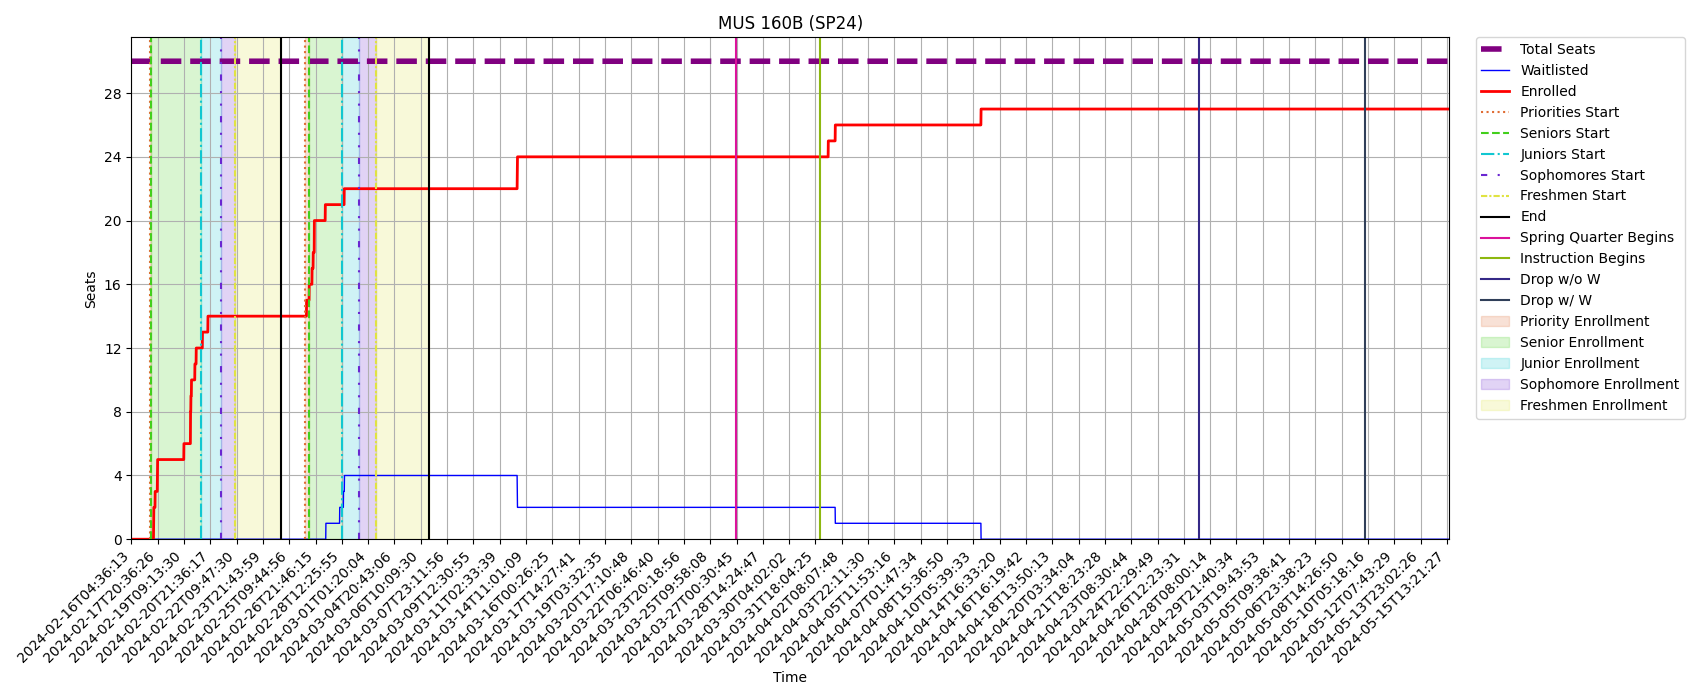 MUS 160B (SP24)
Seats
28
24
20
16
12
8
4
0
2024-02-16T04:36:13
2024-02-17T20:36:26
2024-02-19T09:13:30
2024-02-20T21:36:17
2024-02-22T09:47:30
2024-02-23T21:43:59
2024-02-25T09:44:56
2024-02-26T21:46:15
2024-02-28T12:25:55
2024-03-01T01:20:04
2024-03-04T20:43:06
2024-03-06T10:09:30
2024-03-07T23:11:56
2024-03-09T12:30:55
2024-03-11T02:33:39
2024-03-14T11:01:09
2024-03-16T00:26:25
2024-03-17T14:27:41
2024-03-19T03:32:35
2024-03-20T17:10:48
2024-03-22T06:46:40
2024-03-23T20:18:56
2024-03-25T09:58:08
2024-03-27T00:30:45
2024-03-28T14:24:47
2024-03-30T04:02:02
2024-03-31T18:04:25
2024-04-02T08:07:48
2024-04-03T22:11:30
2024-04-05T11:53:16
2024-04-07T01:47:34
2024-04-08T15:36:50
2024-04-10T05:39:33
2024-04-14T16:33:20
2024-04-16T16:19:42
2024-04-18T13:50:13
2024-04-20T03:34:04
2024-04-21T18:23:28
2024-04-23T08:30:44
2024-04-24T22:29:49
2024-04-26T12:23:31
2024-04-28T08:00:14
2024-04-29T21:40:34
2024-05-03T19:43:53
2024-05-05T09:38:41
2024-05-06T23:38:23
2024-05-08T14:26:50
2024-05-10T05:18:16
2024-05-12T07:43:29
2024-05-13T23:02:26
2024-05-15T13:21:27
Time
Total Seats
Waitlisted
Enrolled
Priorities Start
Seniors Start
Juniors Start
Sophomores Start
Freshmen Start
End
Spring Quarter Begins
Instruction Begins
Drop w/o W
Drop w/ W
Priority Enrollment
Senior Enrollment
Junior Enrollment
Sophomore Enrollment
Freshmen Enrollment